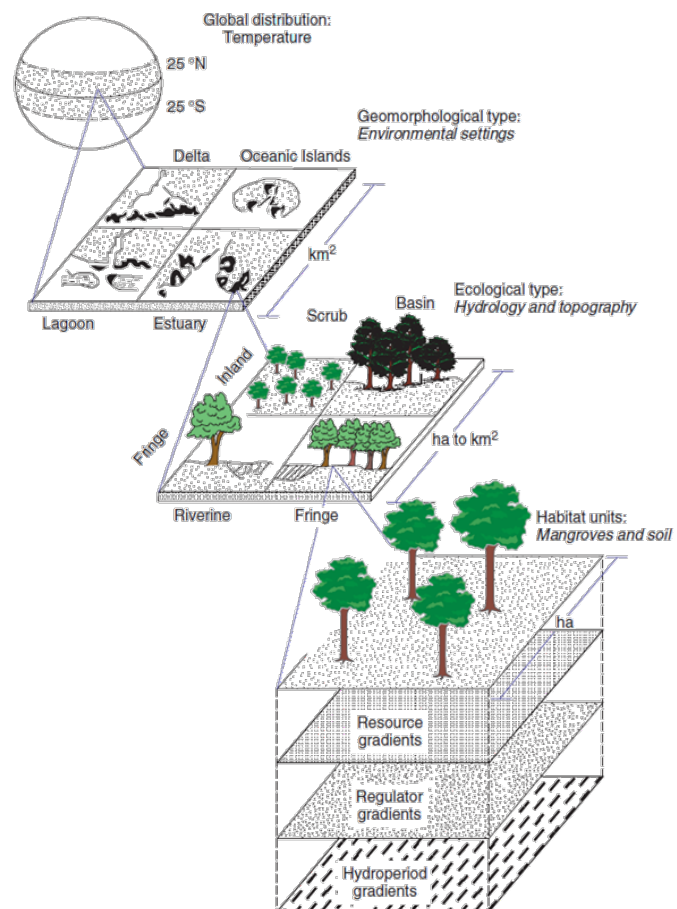 Global distribution:
Temperature
25 °N
25 °S
Geomorphological type:
Environmental settings
Delta
Oceanic Islands
km²
Lagoon
Estuary
Ecological type:
Hydrology and topography
Scrub
Basin
Inland
Fringe
ha to km²
Riverine
Fringe
Habitat units:
Mangroves and soil
ha
Resource
gradients
Regulator
gradients
Hydroperiod
gradients